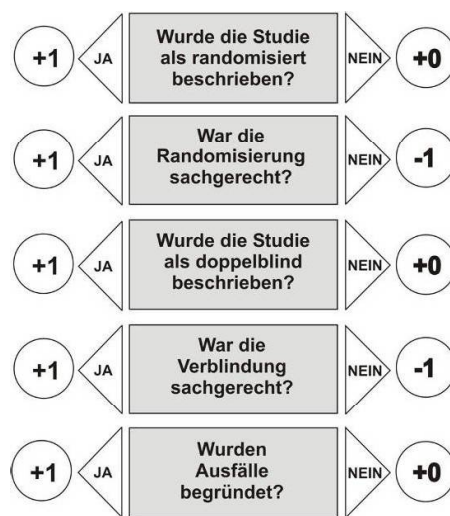 Wurde die Studie
+1 JA als randomisiert NEIN +0
beschrieben?
War die
+1 JA Randomisierung NEIN -1
sachgerecht?
Wurde die Studie
+1 JA als doppelblind NEIN +0
beschrieben?
War die
+1 JA Verblindung NEIN -1
sachgerecht?
Wurden
+1 JA Ausfälle NEIN +0
begründet?